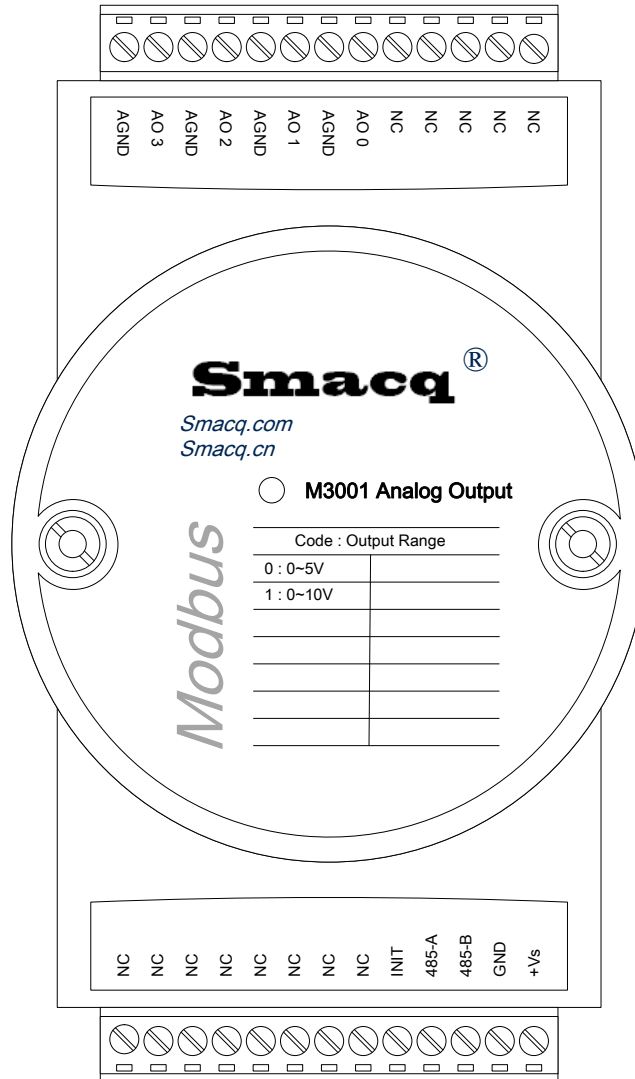 AGND
AO 3
AGND
AO 2
AGND
AO 1
AGND
AO 0
NC
NC
NC
NC
NC
Smacq®
Smacq.com
Smacq.cn
M3001 Analog Output
Modbus
Code : Output Range
0 : 0~5V
1 : 0~10V
NC
NC
NC
NC
NC
NC
NC
NC
INIT
485-A
485-B
GND
+Vs